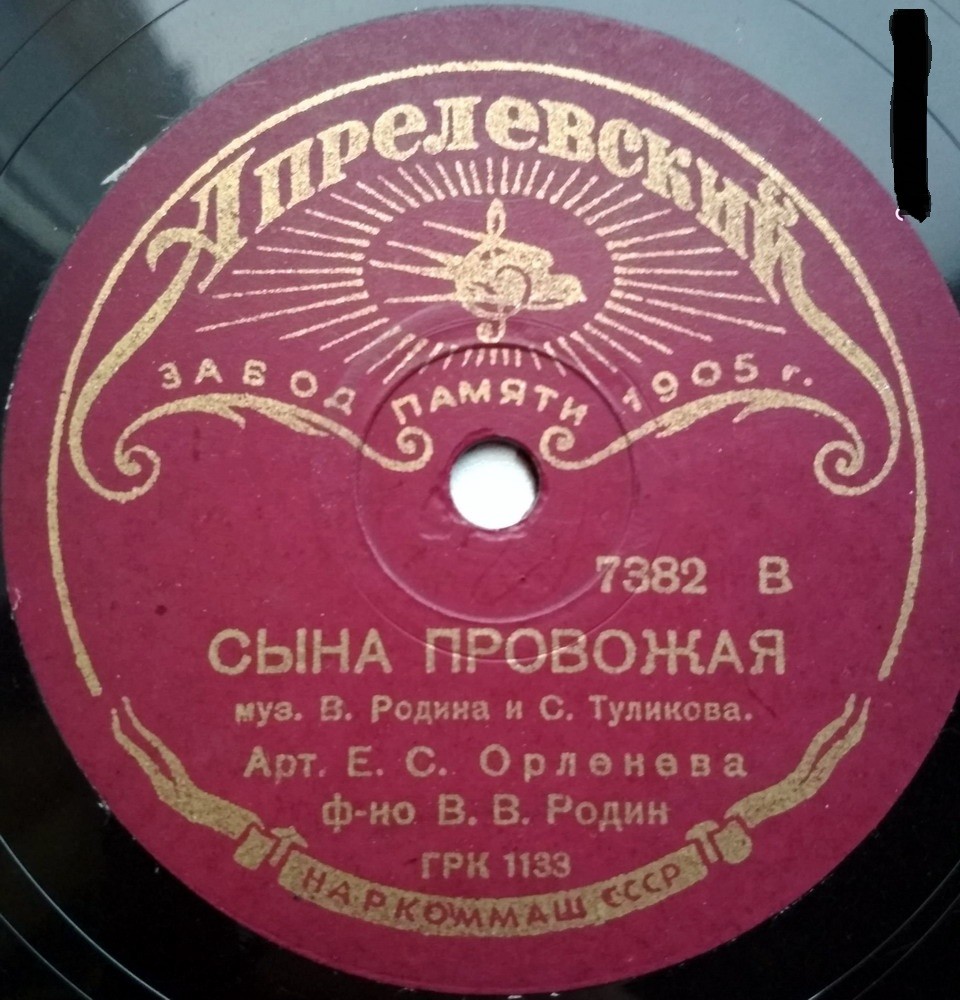 Апрелевский
ЗАВОД ПАМЯТИ 1905 г.
7382 В
СЫНА ПРОВОЖАЯ
муз. В. Родина и С. Туликова.
Арт. Е. С. Орленева
ф-но В. В. Родин
ГРК 1133
НАРКОММАШ СССР